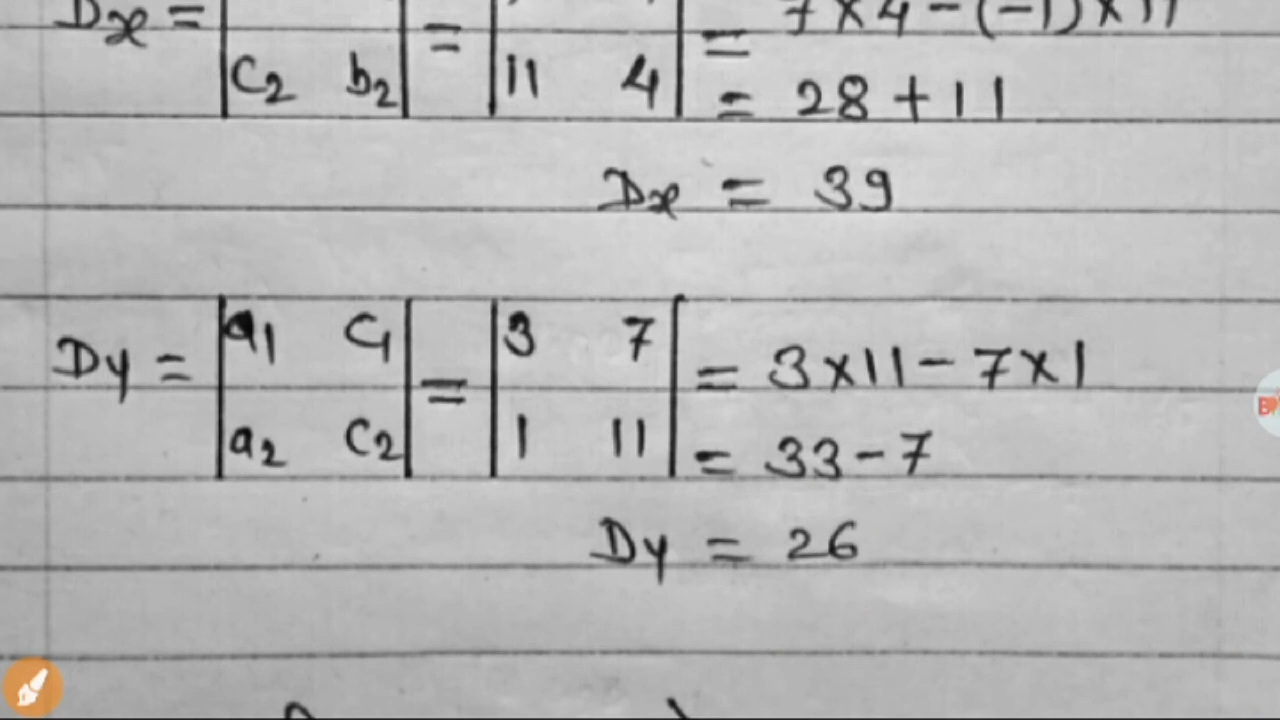 Dx = | | = | | = 7 × 4 - (-1) × 11
| c2 b2 | | 11 4 | = 28 + 11
Dx = 39
Dy = | a1 c1 | = | 3 7 | = 3 × 11 - 7 × 1
| a2 c2 | | 1 11 | = 33 - 7
Dy = 26